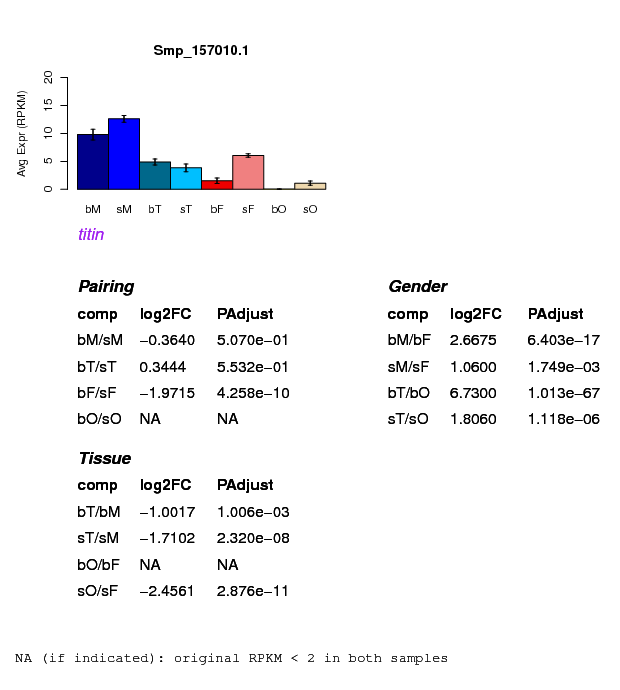 Smp_157010.1
Avg Expr (RPKM)
20
15
10
5
0
bM sM bT sT bF sF bO sO
titin
Pairing
comp log2FC PAdjust
bM/sM −0.3640 5.070e−01
bT/sT 0.3444 5.532e−01
bF/sF −1.9715 4.258e−10
bO/sO NA NA
Gender
comp log2FC PAdjust
bM/bF 2.6675 6.403e−17
sM/sF 1.0600 1.749e−03
bT/bO 6.7300 1.013e−67
sT/sO 1.8060 1.118e−06
Tissue
comp log2FC PAdjust
bT/bM −1.0017 1.006e−03
sT/sM −1.7102 2.320e−08
bO/bF NA NA
sO/sF −2.4561 2.876e−11
NA (if indicated): original RPKM < 2 in both samples